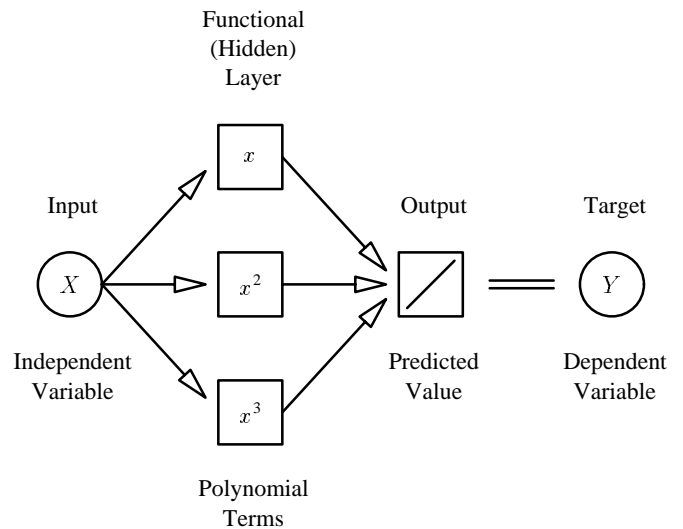 Functional
(Hidden)
Layer
x
Input
Output
Target
X
x²
Y
Independent
Variable
Predicted
Value
Dependent
Variable
x³
Polynomial
Terms